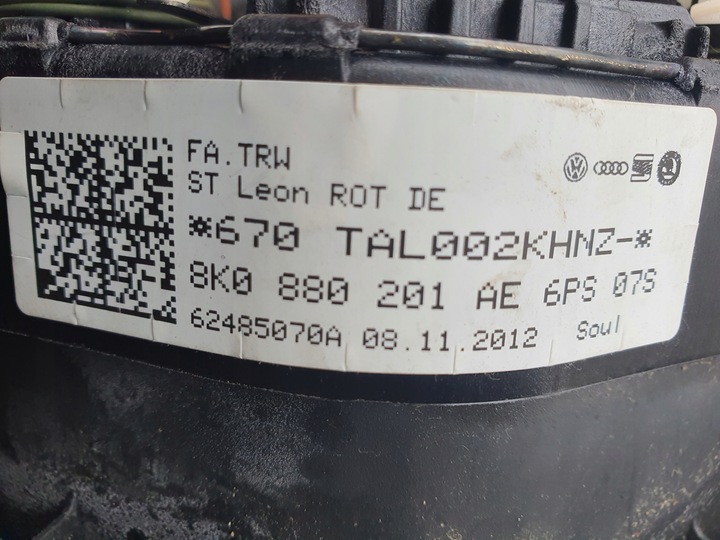 FA.TRW
ST Leon ROT DE
*670 TAL002KHNZ-*
8K0 880 201 AE 6PS 07S
62485070A 08.11.2012 Soul